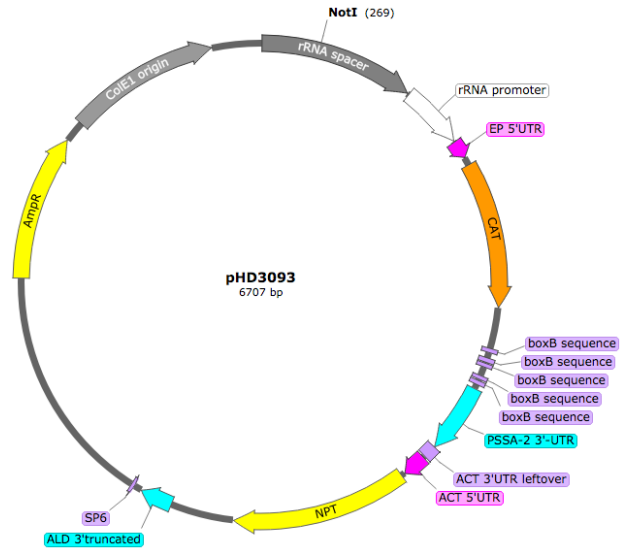 NotI (269)
rRNA spacer
rRNA promoter
EP 5'UTR
CAT
boxB sequence
boxB sequence
boxB sequence
boxB sequence
boxB sequence
PSSA-2 3'-UTR
ACT 3'UTR leftover
ACT 5'UTR
NPT
ALD 3'truncated
SP6
AmpR
ColE1 origin
pHD3093
6707 bp